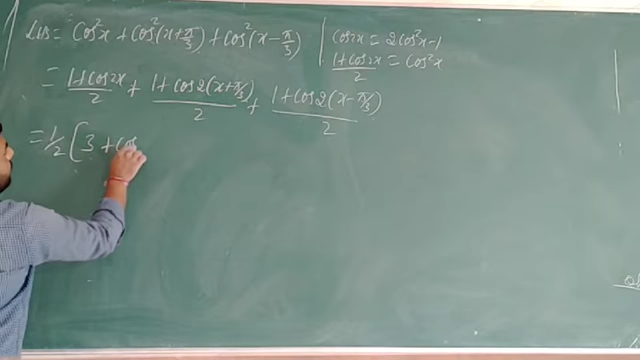 LHS = Cos²x + Cos²(x+π/3) + Cos²(x−π/3)
= (1+Cos2x)/2 + (1+Cos2(x+π/3))/2 + (1+Cos2(x−π/3))/2
= 1/2 [3 + Cos
Cos2x = 2Cos²x−1
(1+Cos2x)/2 = Cos²x